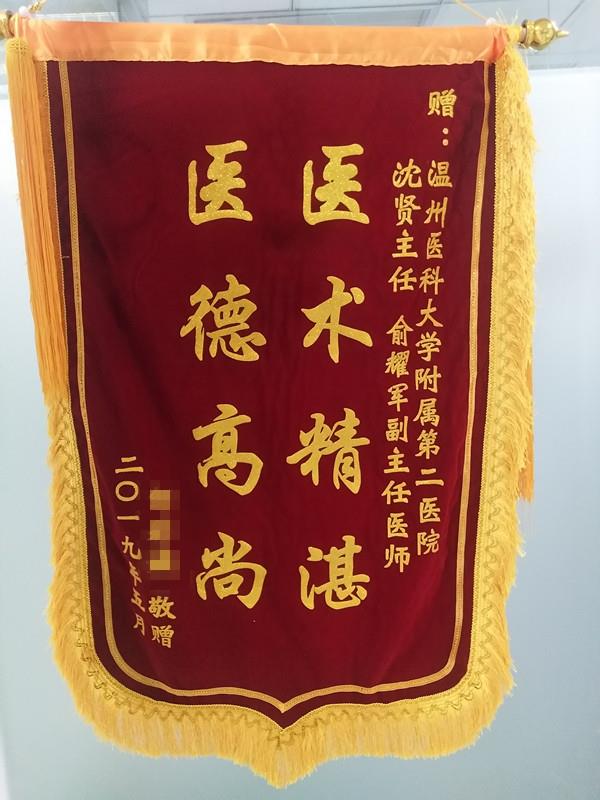 赠：温州医科大学附属第二医院
沈贤主任 俞耀军副主任医师
医术精湛
医德高尚
敬赠
二〇一九年五月